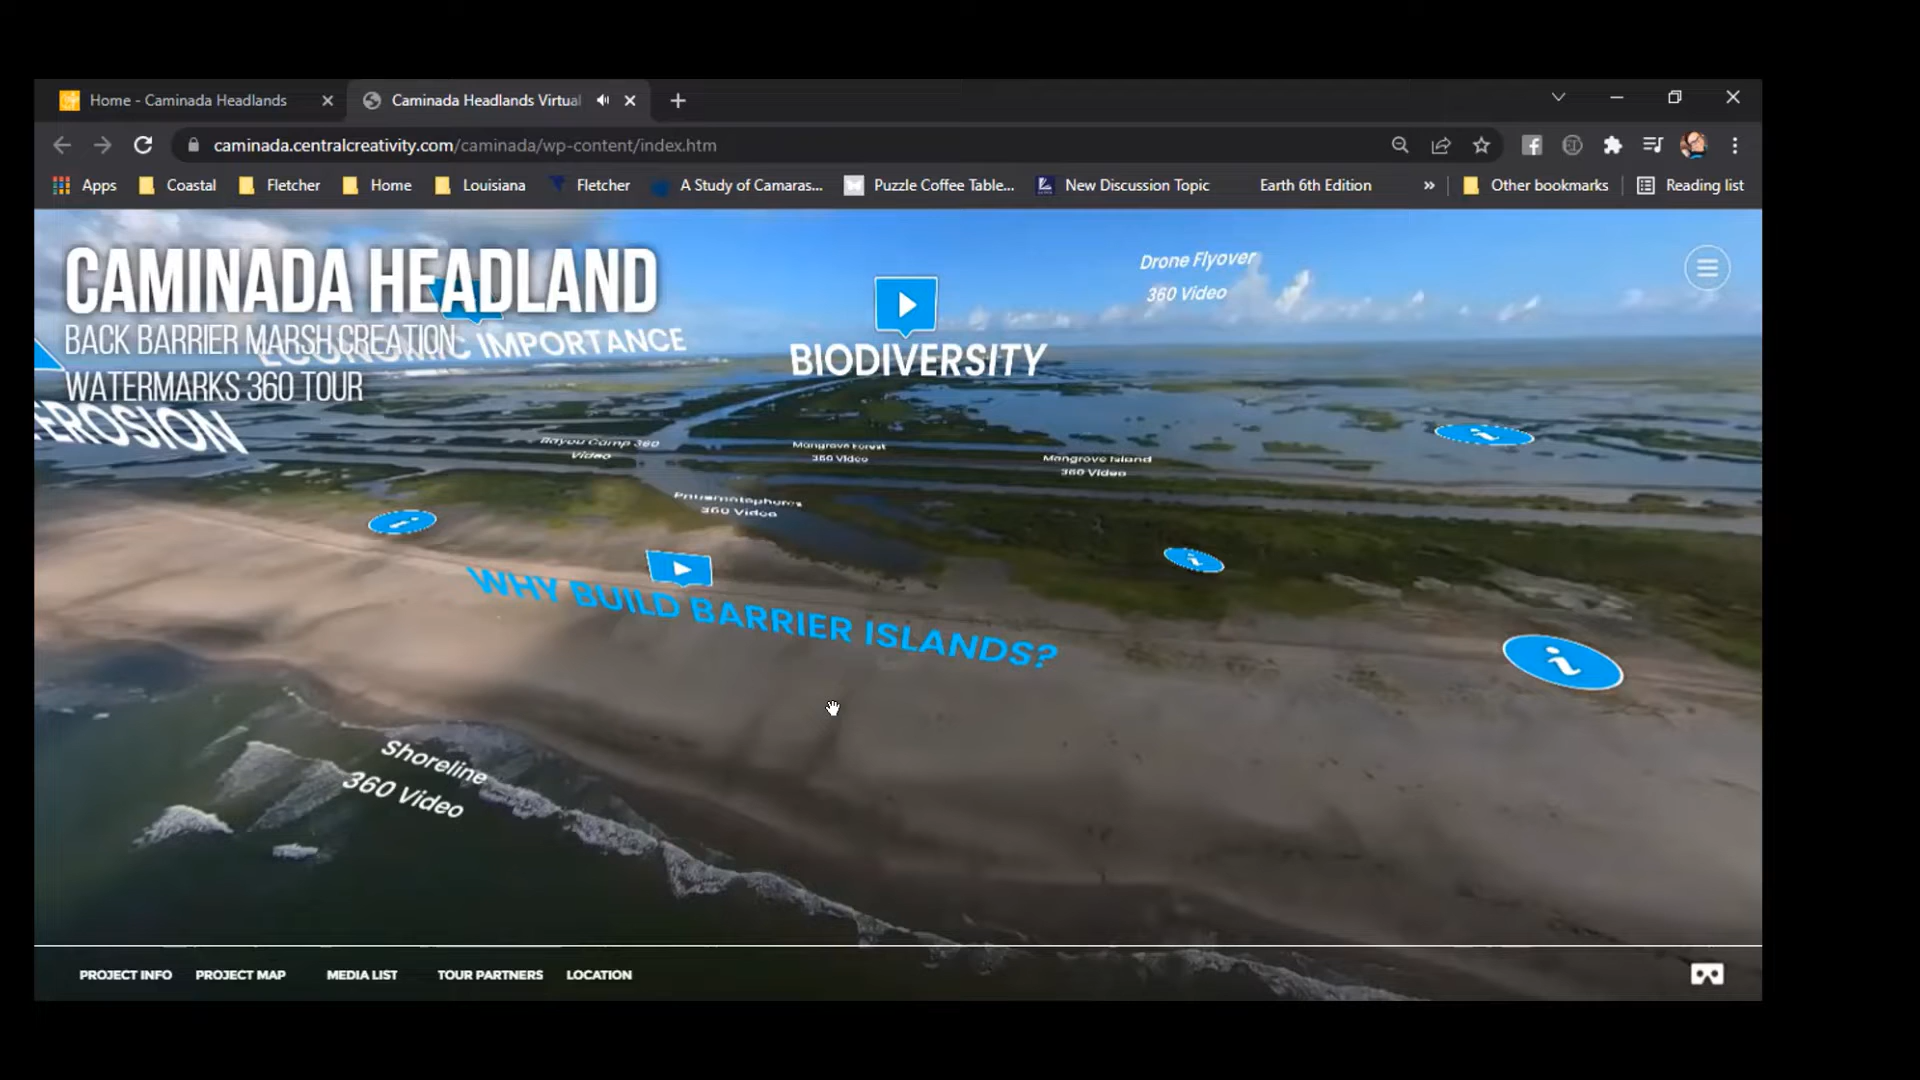 Home - Caminada Headlands
Caminada Headlands Virtual
caminada.centralcreativity.com/caminada/wp-content/index.htm
Apps
Coastal
Fletcher
Home
Louisiana
Fletcher
A Study of Camaras...
Puzzle Coffee Table...
New Discussion Topic
Earth 6th Edition
»
Other bookmarks
Reading list
CAMINADA HEADLAND
BACK BARRIER MARSH CREATION
WATERMARKS 360 TOUR
ECONOMIC IMPORTANCE
EROSION
BIODIVERSITY
Drone Flyover
360 Video
Bayou Camp 360
Video
Mangrove Forest
360 Video
Mangrove Island
360 Video
Pneumatophores
360 Video
WHY BUILD BARRIER ISLANDS?
Shoreline
360 Video
PROJECT INFO
PROJECT MAP
MEDIA LIST
TOUR PARTNERS
LOCATION